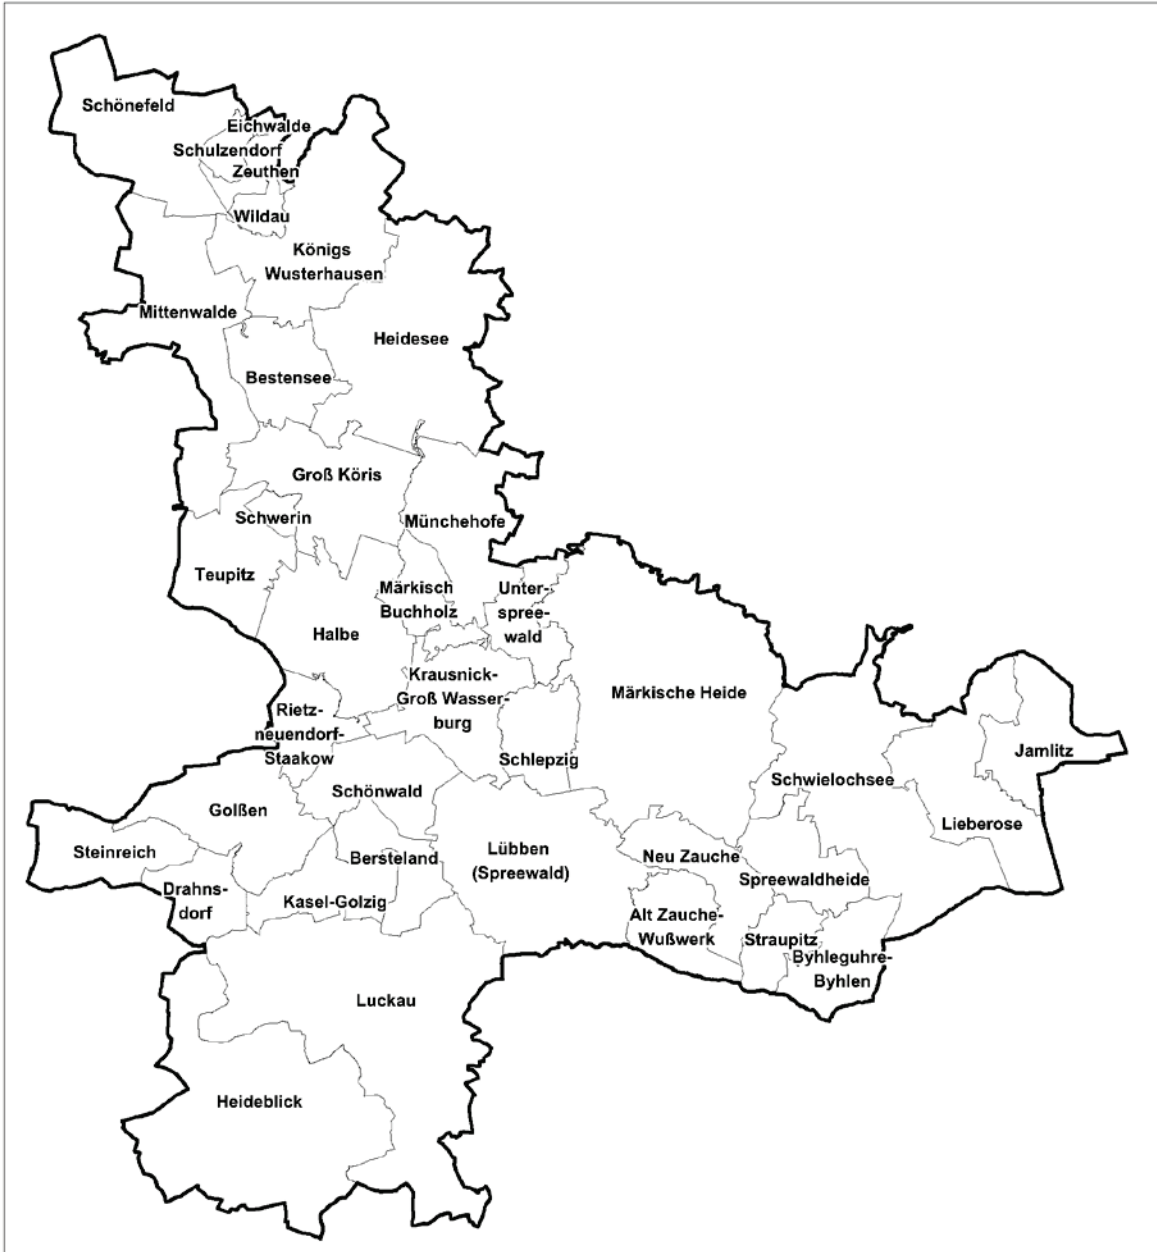 Schönefeld
Eichwalde
Schulzendorf
Zeuthen
Wildau
Königs
Wusterhausen
Mittenwalde
Heidesee
Bestensee
Groß Köris
Schwerin
Münchehofe
Teupitz
Märkisch
Buchholz
Unter-
spree-
wald
Halbe
Krausnick-
Groß Wasser-
burg
Märkische Heide
Rietz-
neuendorf-
Staakow
Schlepzig
Jamlitz
Schwielochsee
Schönwald
Golßen
Lieberose
Steinreich
Bersteland
Lübben
(Spreewald)
Neu Zauche
Spreewaldheide
Drahns-
dorf
Kasel-Golzig
Alt Zauche-
Wußwerk
Straupitz
Byhleguhre-
Byhlen
Luckau
Heideblick